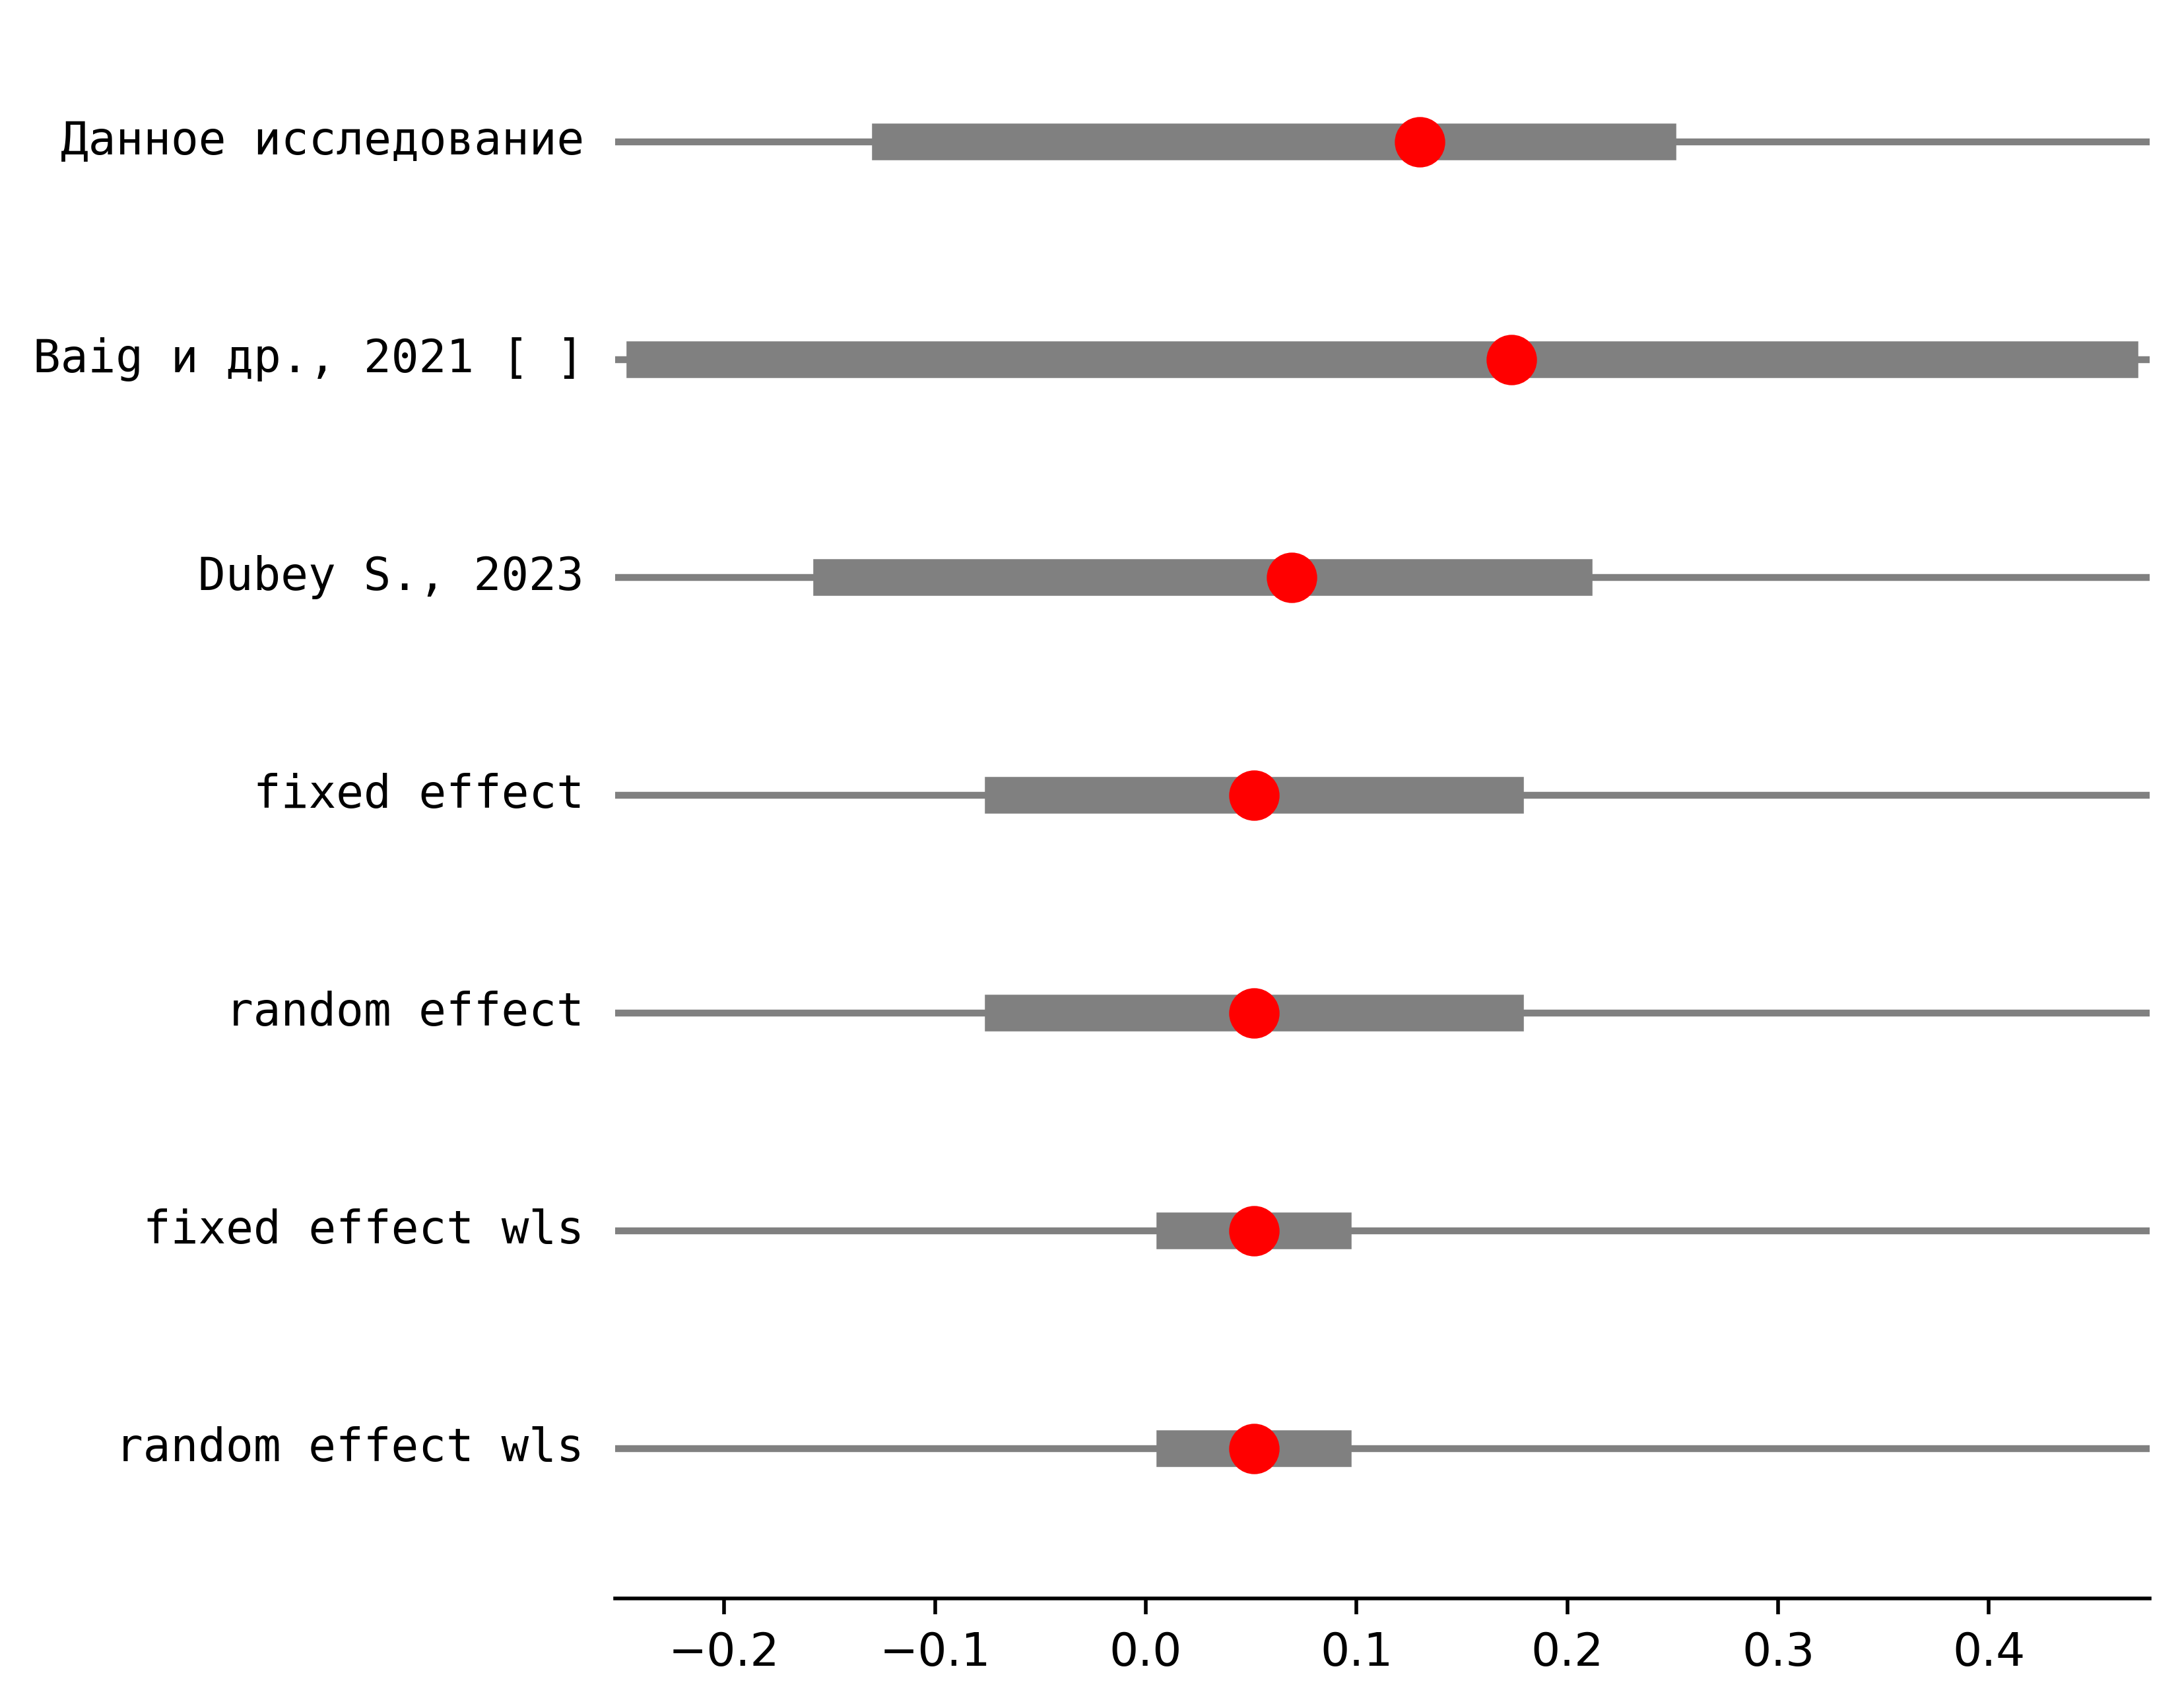 Данное исследование
Baig и др., 2021 [ ]
Dubey S., 2023
fixed effect
random effect
fixed effect wls
random effect wls
−0.2 −0.1 0.0 0.1 0.2 0.3 0.4